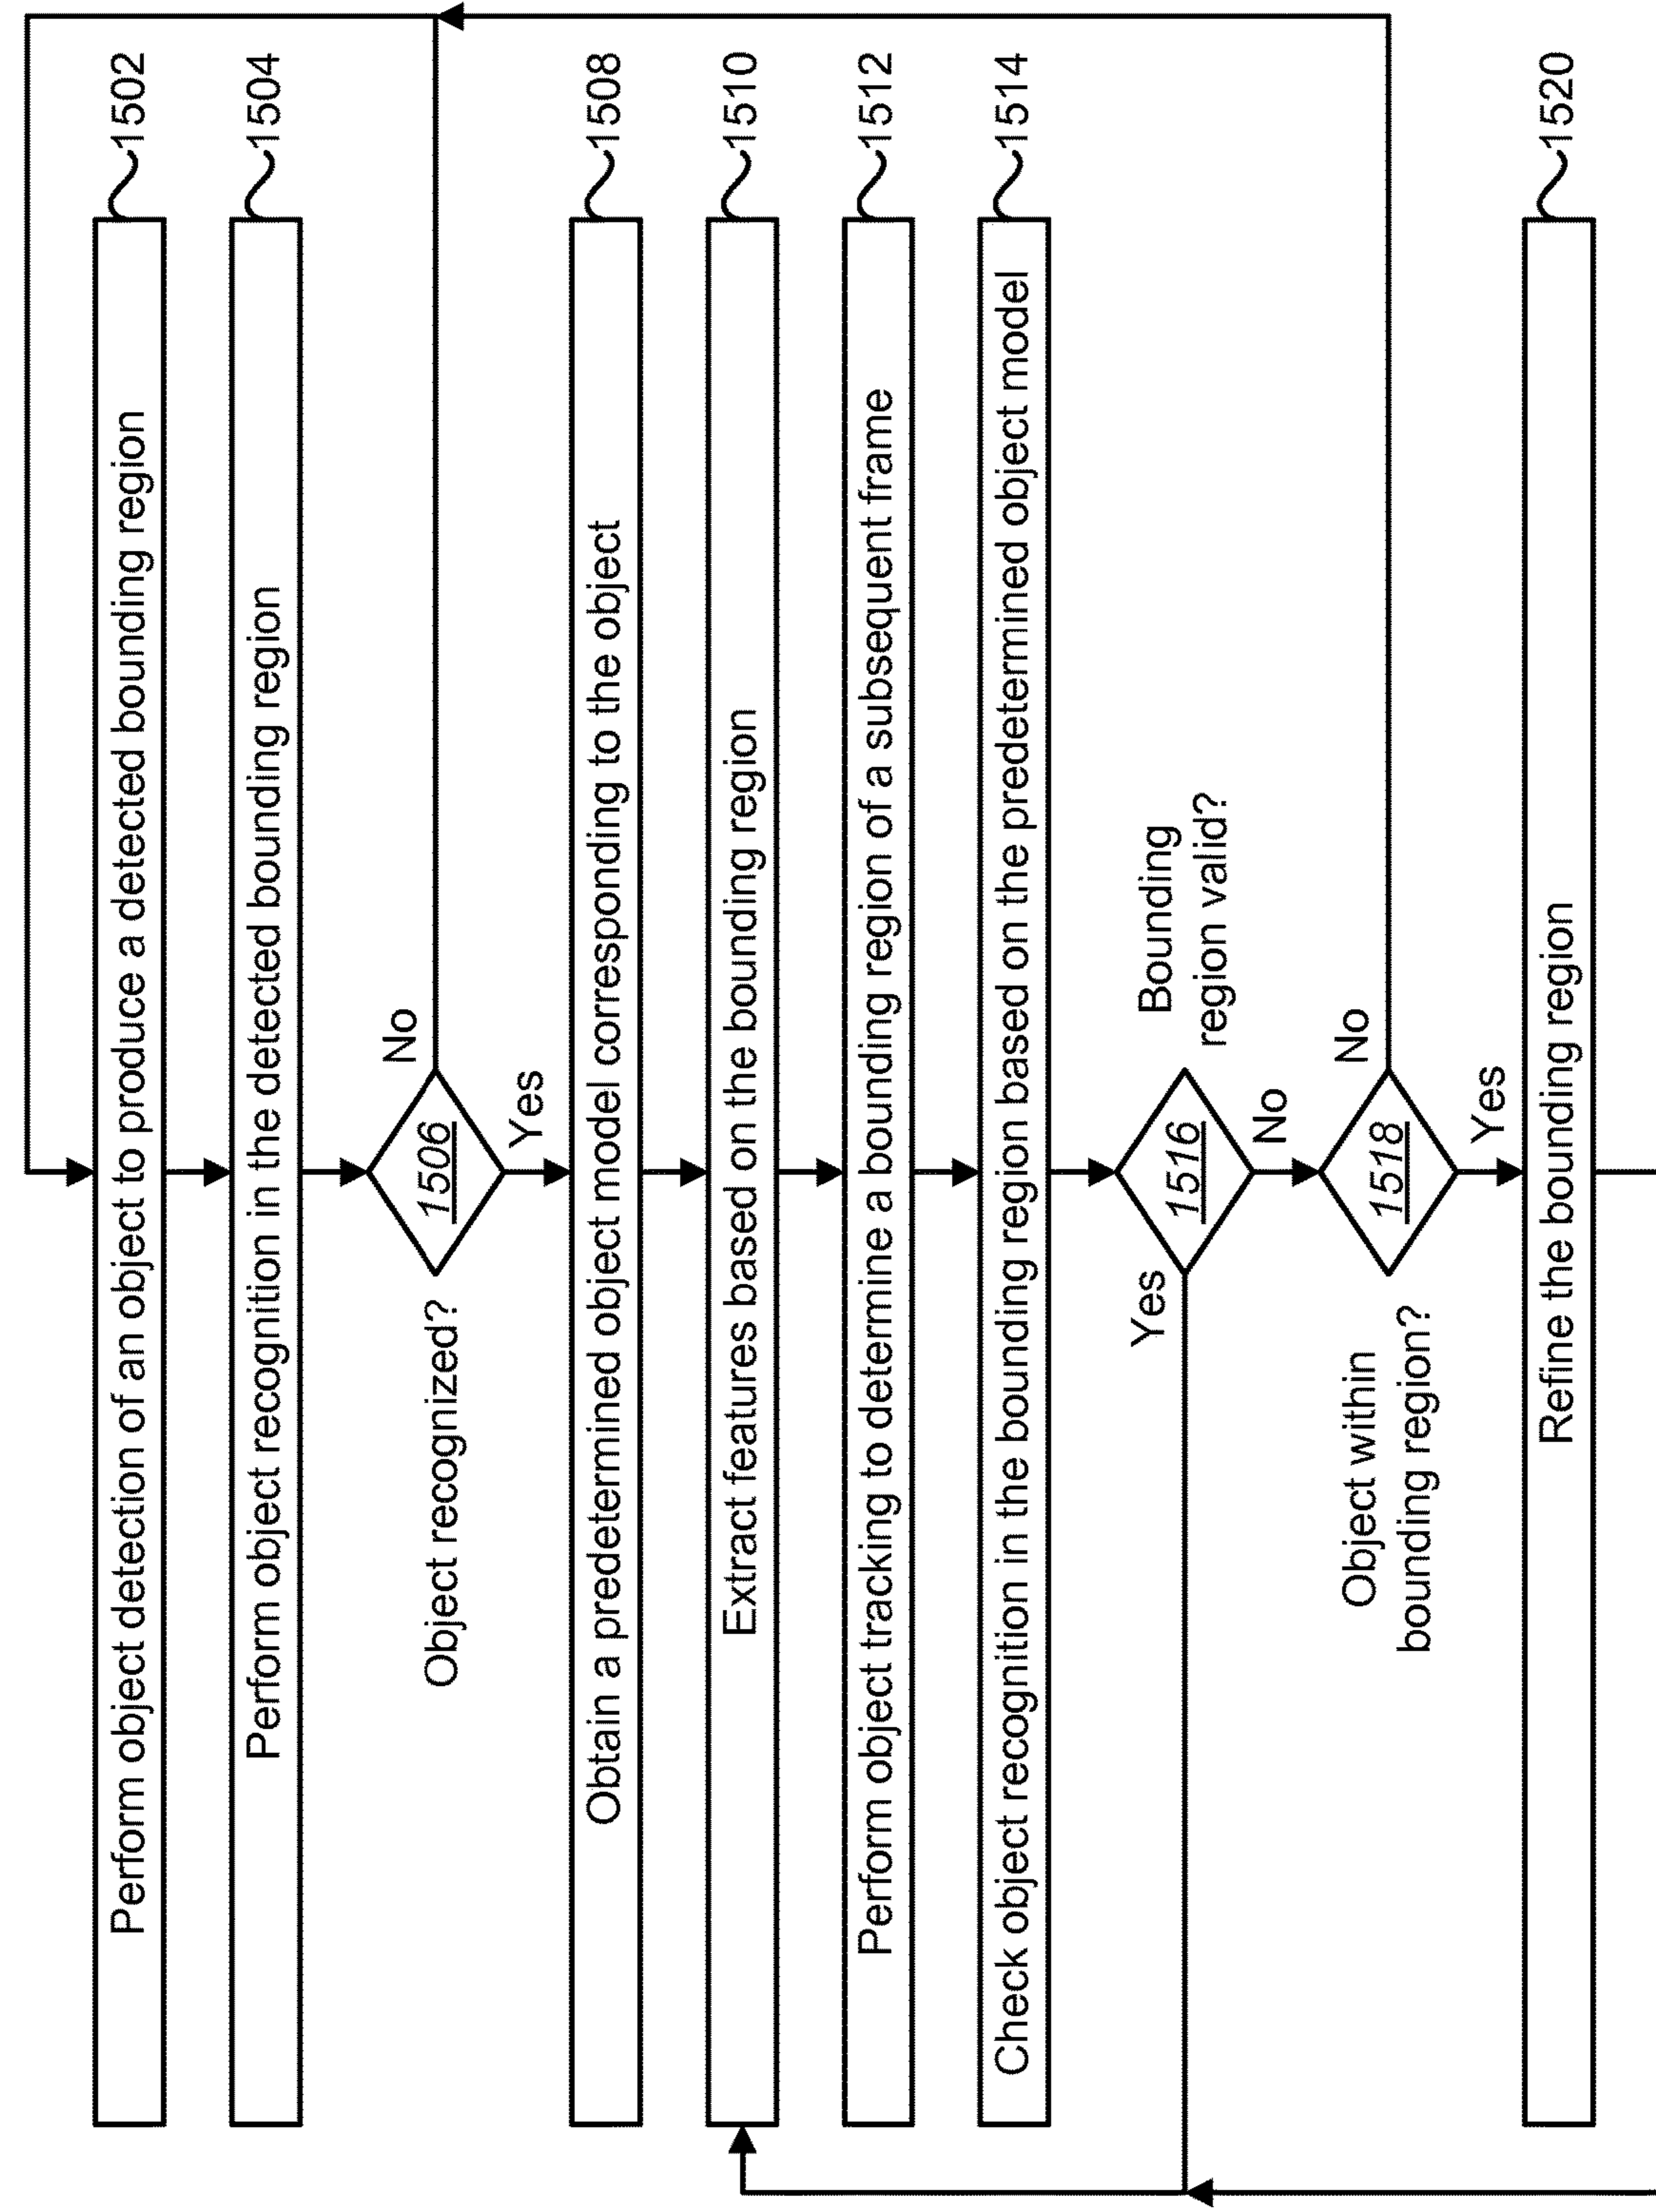 Perform object detection of an object to produce a detected bounding region
1502
Perform object recognition in the detected bounding region
1504
Object recognized?
1506
No
Yes
Obtain a predetermined object model corresponding to the object
1508
Extract features based on the bounding region
1510
Perform object tracking to determine a bounding region of a subsequent frame
1512
Check object recognition in the bounding region based on the predetermined object model
1514
Yes
1516
Bounding
region valid?
No
Object within
bounding region?
1518
No
Yes
Refine the bounding region
1520